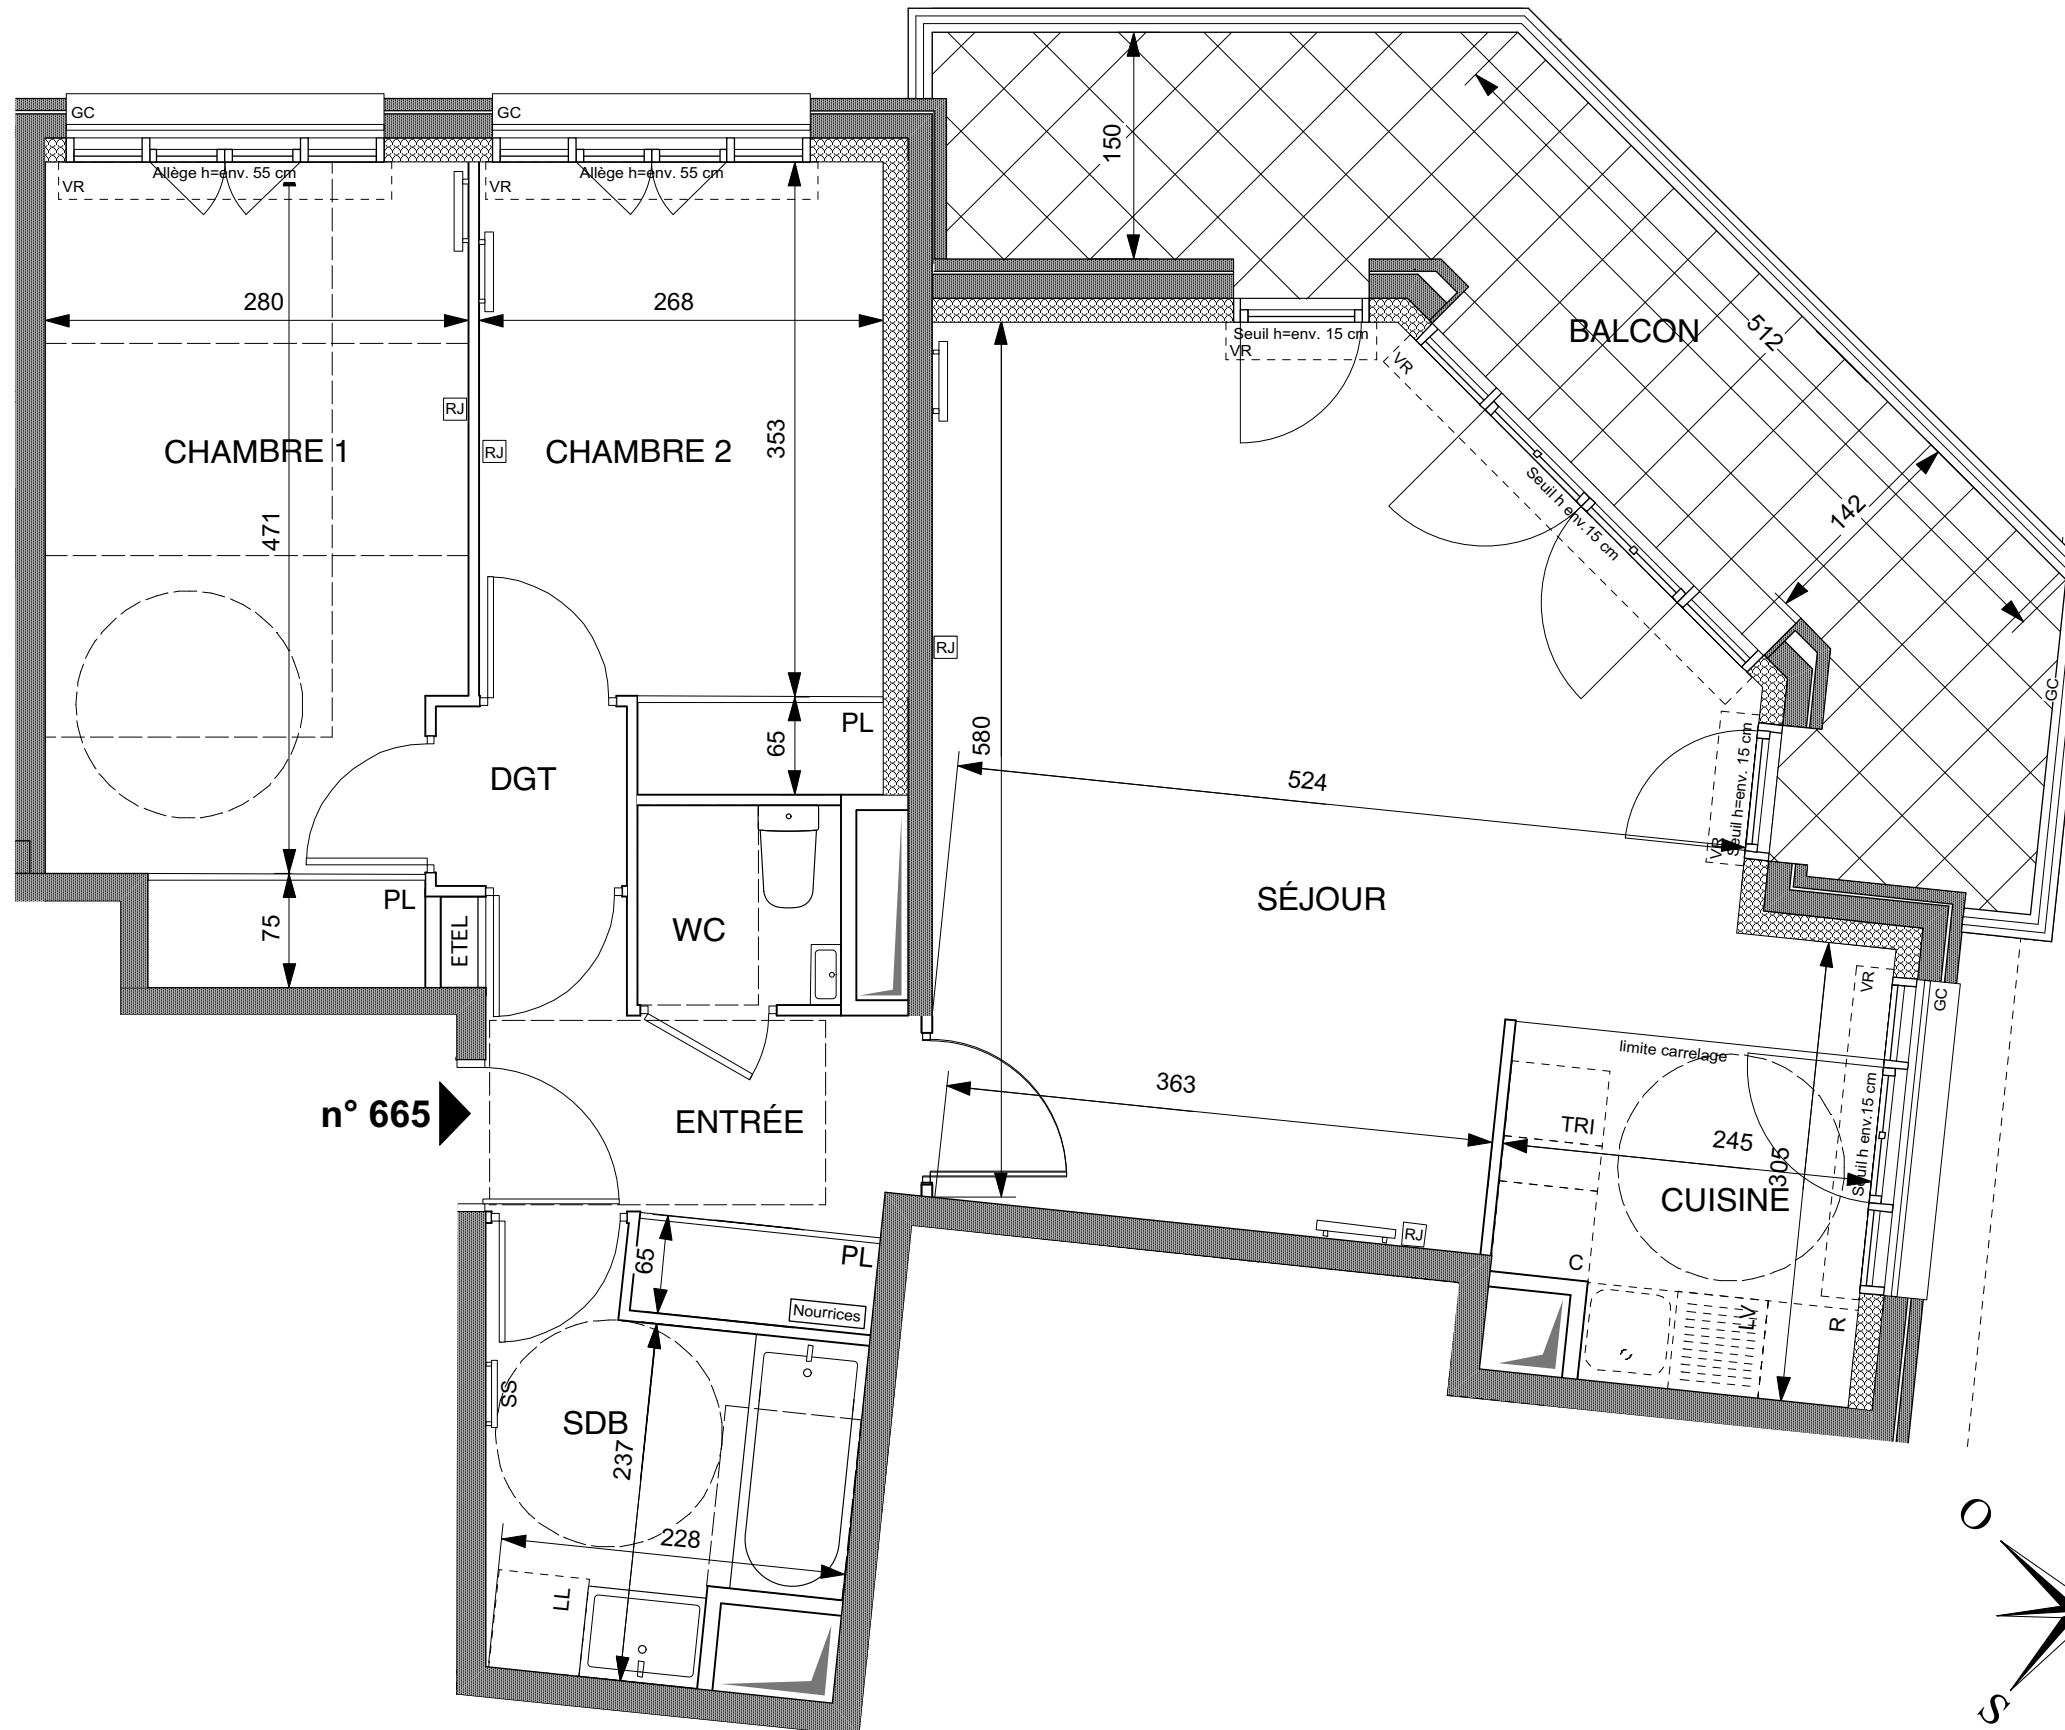 GC
GC
150
VR
Allège h=env. 55 cm
VR
Allège h=env. 55 cm
280
268
BALCON
512
Seuil h=env. 15 cm
VR
VR
RJ
RJ
CHAMBRE 1
CHAMBRE 2
353
471
Seuil h env.15 cm
142
RJ
GC
PL
65
580
DGT
524
VR
Seuil h=env. 15 cm
PL
75
ETEL
WC
SÉJOUR
VR
GC
limite carrelage
363
n° 665
ENTRÉE
TRI
245
305
Seuil h env.15 cm
CUISINE
RJ
C
65
PL
Nourrices
LV
R
SS
SDB
237
228
LL
O
S